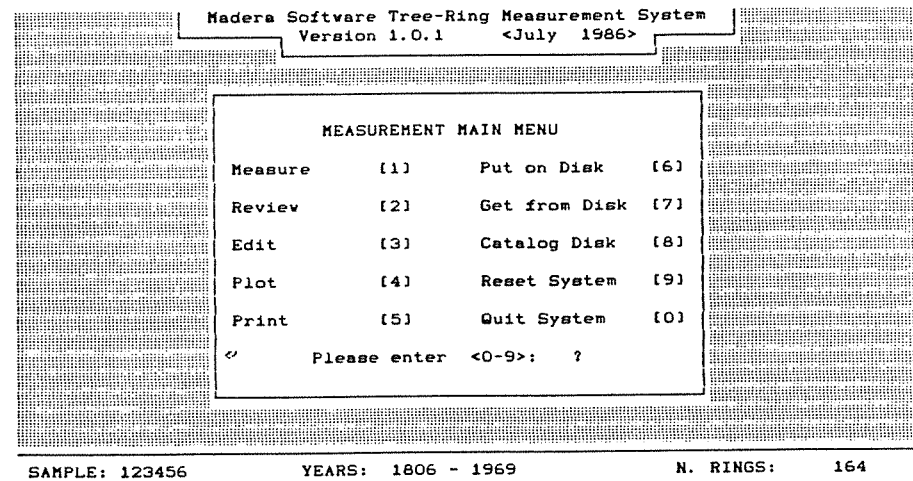 Madera Software Tree-Ring Measurement System
Version 1.0.1 <July 1986>
MEASUREMENT MAIN MENU
Measure [1] Put on Disk [6]
Review [2] Get from Disk [7]
Edit [3] Catalog Disk [8]
Plot [4] Reset System [9]
Print [5] Quit System [0]
Please enter <0-9>: ?
SAMPLE: 123456 YEARS: 1806 - 1969 N. RINGS: 164